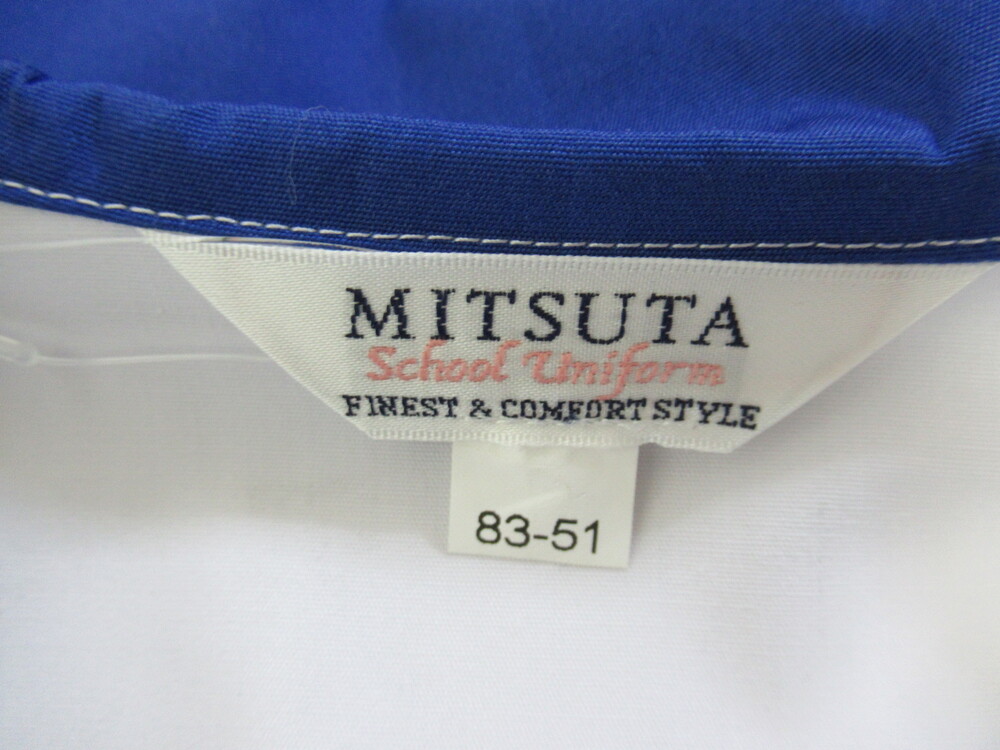 MITSUTA
School Uniform
FINEST & COMFORT STYLE
83-51